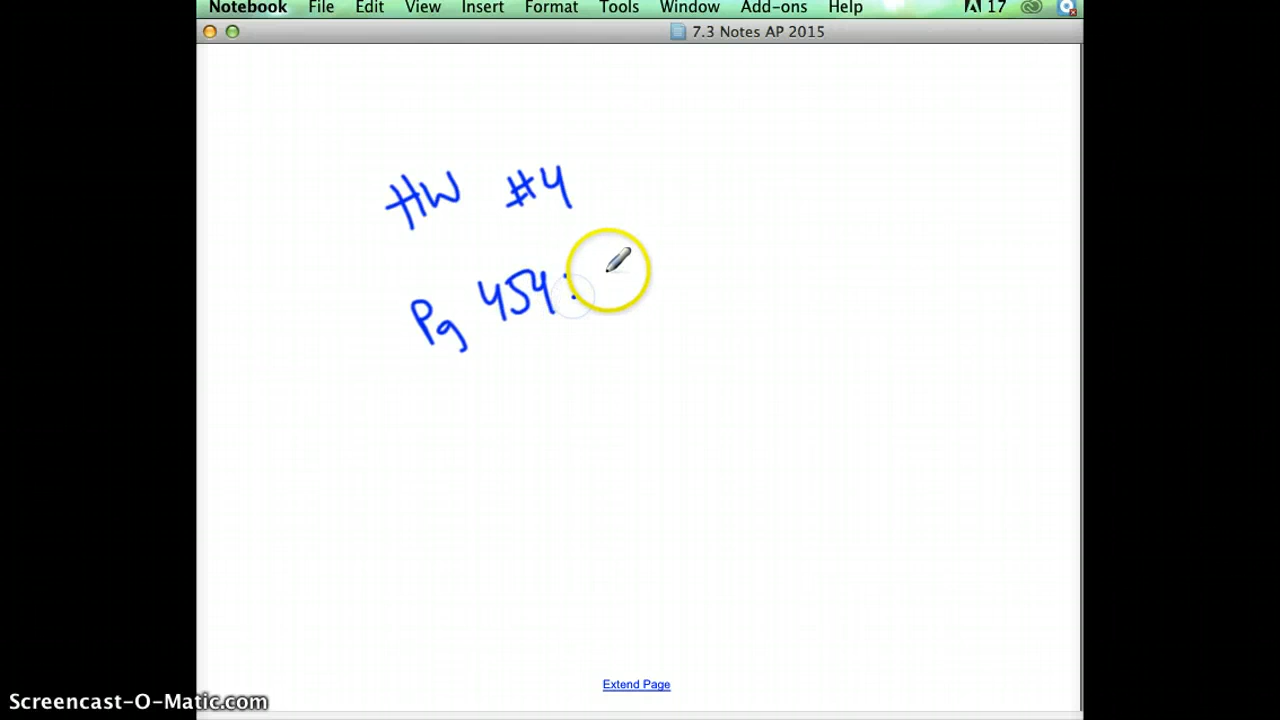 Notebook File Edit View Insert Format Tools Window Add-ons Help 17
7.3 Notes AP 2015
HW #4
Pg 454:
Extend Page
Screencast-O-Matic.com